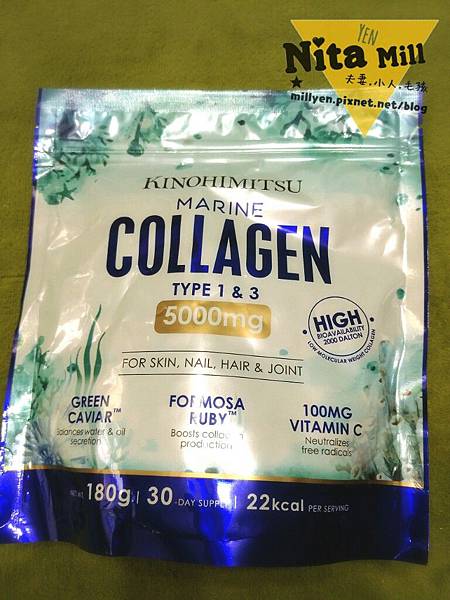 YEN
Nita Mill
夫妻.小人.毛孩
millyen.pixnet.net/blog
KINOHIMITSU
MARINE
COLLAGEN
TYPE 1 & 3
5000mg
HIGH
BIOAVAILABILITY
2000 DALTON
LOW MOLECULAR WEIGHT COLLAGEN
FOR SKIN, NAIL, HAIR & JOINT
GREEN
CAVIAR™
Balances water & oil
secretion
FORMOSA
RUBY™
Boosts collagen
production
100MG
VITAMIN C
Neutralizes
free radicals
NET WT. 180g | 30-DAY SUPPLY | 22kcal PER SERVING